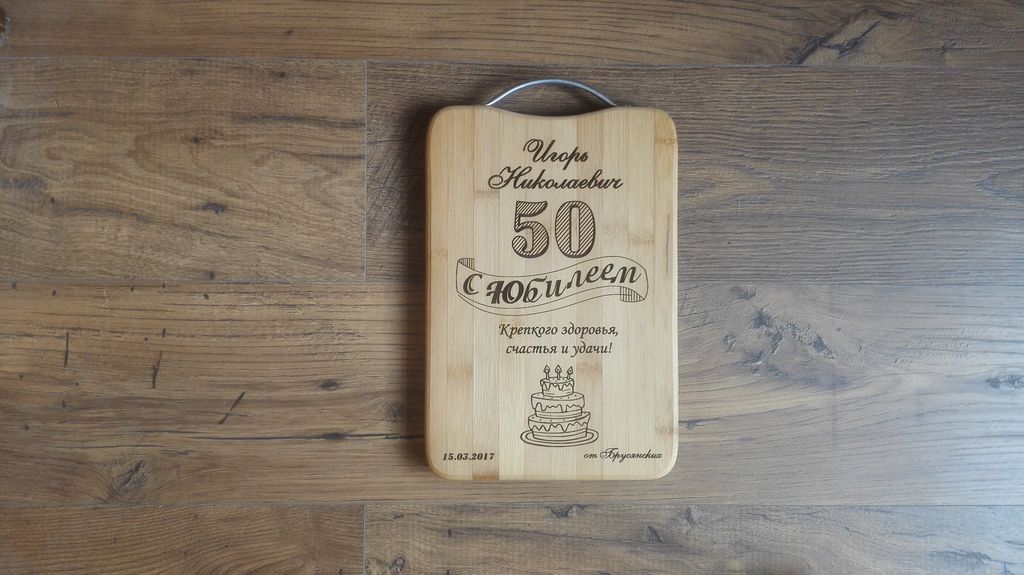 Игорь
Николаевич
50
с Юбилеем
Крепкого здоровья,
счастья и удачи!
15.03.2017
от Брусянских